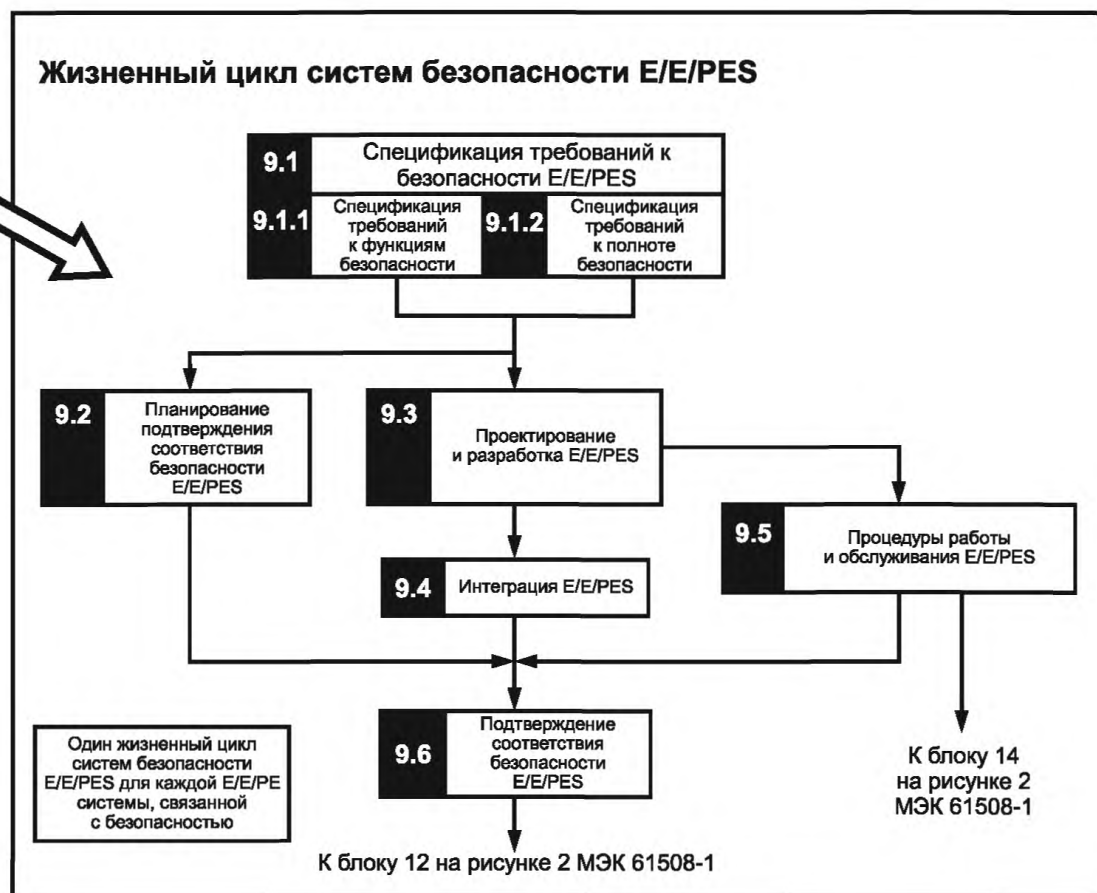 Жизненный цикл систем безопасности E/E/PES
9.1
Спецификация требований к
безопасности E/E/PES
9.1.1
Спецификация
требований
к функциям
безопасности
9.1.2
Спецификация
требований
к полноте
безопасности
9.2
Планирование
подтверждения
соответствия
безопасности
E/E/PES
9.3
Проектирование
и разработка E/E/PES
9.5
Процедуры работы
и обслуживания E/E/PES
9.4
Интеграция E/E/PES
9.6
Подтверждение
соответствия
безопасности
E/E/PES
Один жизненный цикл
систем безопасности
E/E/PES для каждой E/E/PE
системы, связанной
с безопасностью
К блоку 14
на рисунке 2
МЭК 61508-1
К блоку 12 на рисунке 2 МЭК 61508-1